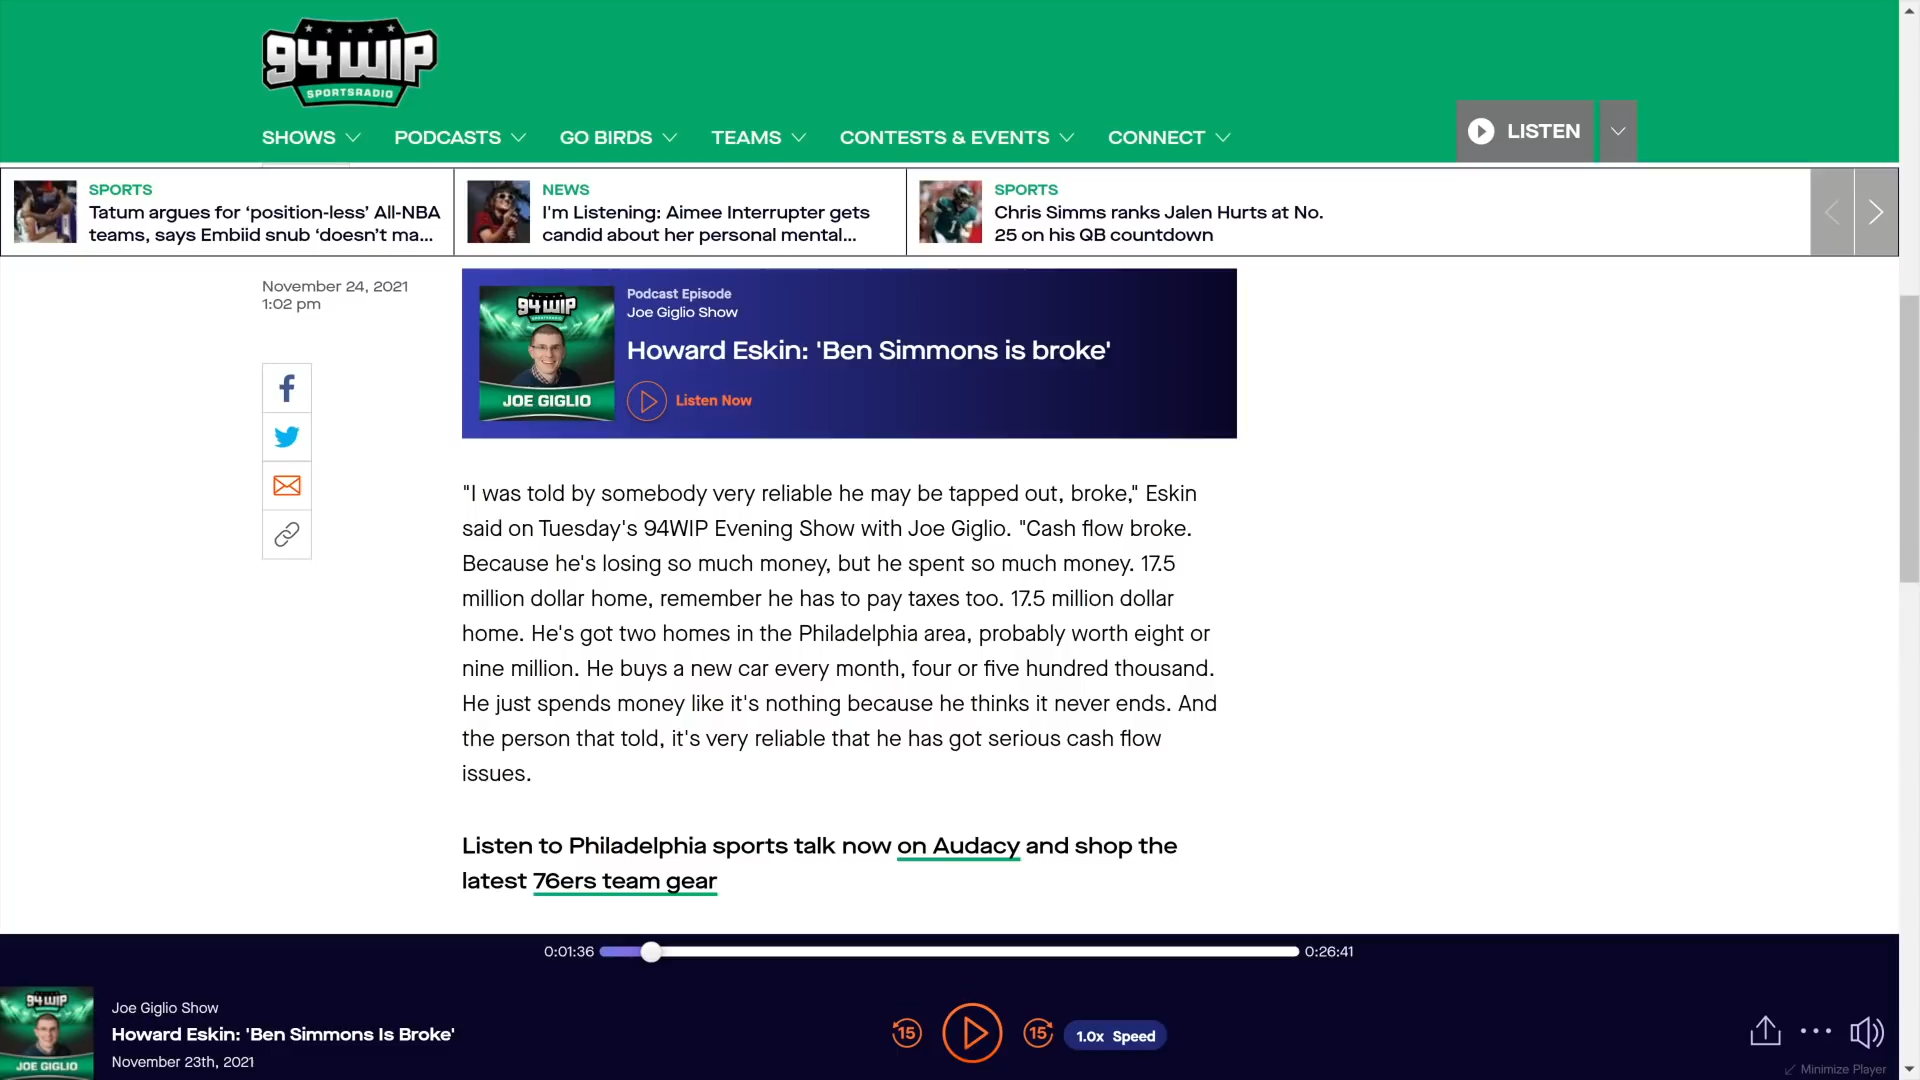 94 WIP
SPORTSRADIO
SHOWS
PODCASTS
GO BIRDS
TEAMS
CONTESTS & EVENTS
CONNECT
LISTEN
SPORTS
Tatum argues for ‘position-less’ All-NBA
teams, says Embiid snub ‘doesn’t ma...
NEWS
I'm Listening: Aimee Interrupter gets
candid about her personal mental...
SPORTS
Chris Simms ranks Jalen Hurts at No.
25 on his QB countdown
November 24, 2021
1:02 pm
94 WIP
JOE GIGLIO
Podcast Episode
Joe Giglio Show
Howard Eskin: 'Ben Simmons is broke'
Listen Now
"I was told by somebody very reliable he may be tapped out, broke," Eskin
said on Tuesday's 94WIP Evening Show with Joe Giglio. "Cash flow broke.
Because he's losing so much money, but he spent so much money. 17.5
million dollar home, remember he has to pay taxes too. 17.5 million dollar
home. He's got two homes in the Philadelphia area, probably worth eight or
nine million. He buys a new car every month, four or five hundred thousand.
He just spends money like it's nothing because he thinks it never ends. And
the person that told, it's very reliable that he has got serious cash flow
issues.
Listen to Philadelphia sports talk now on Audacy and shop the
latest 76ers team gear
0:01:36
0:26:41
94 WIP
JOE GIGLIO
Joe Giglio Show
Howard Eskin: 'Ben Simmons Is Broke'
November 23th, 2021
15
15
1.0x Speed
Minimize Player